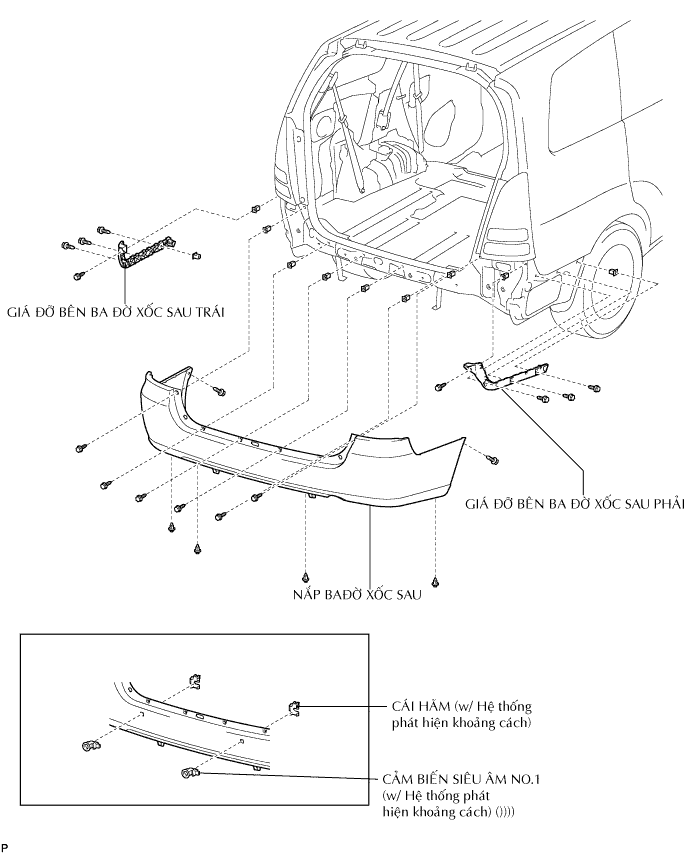 GIÁ ĐỠ BÊN BA ĐỜ XỐC SAU TRÁI
GIÁ ĐỠ BÊN BA ĐỜ XỐC SAU PHẢI
NẮP BAĐỜ XỐC SAU
CÁI HÃM (w/ Hệ thống
phát hiện khoảng cách)
CẢM BIẾN SIÊU ÂM NO.1
(w/ Hệ thống phát
hiện khoảng cách) ())))
P